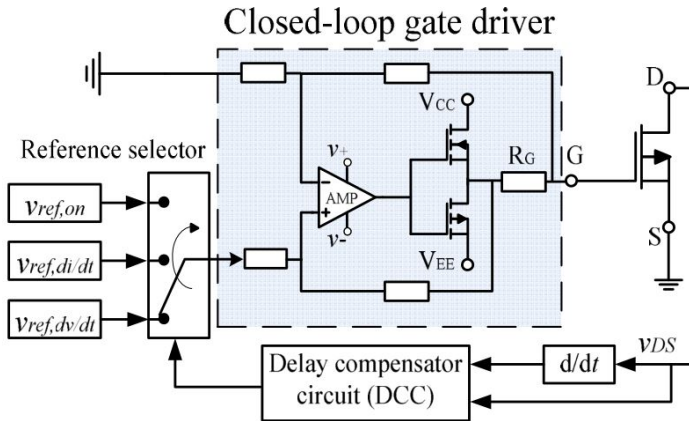 Closed-loop gate driver
VCC
D
Reference selector
v+
RG
G
AMP
vref,on
v-
vref,di/dt
VEE
S
vref,dv/dt
Delay compensator
circuit (DCC)
d/dt
vDS